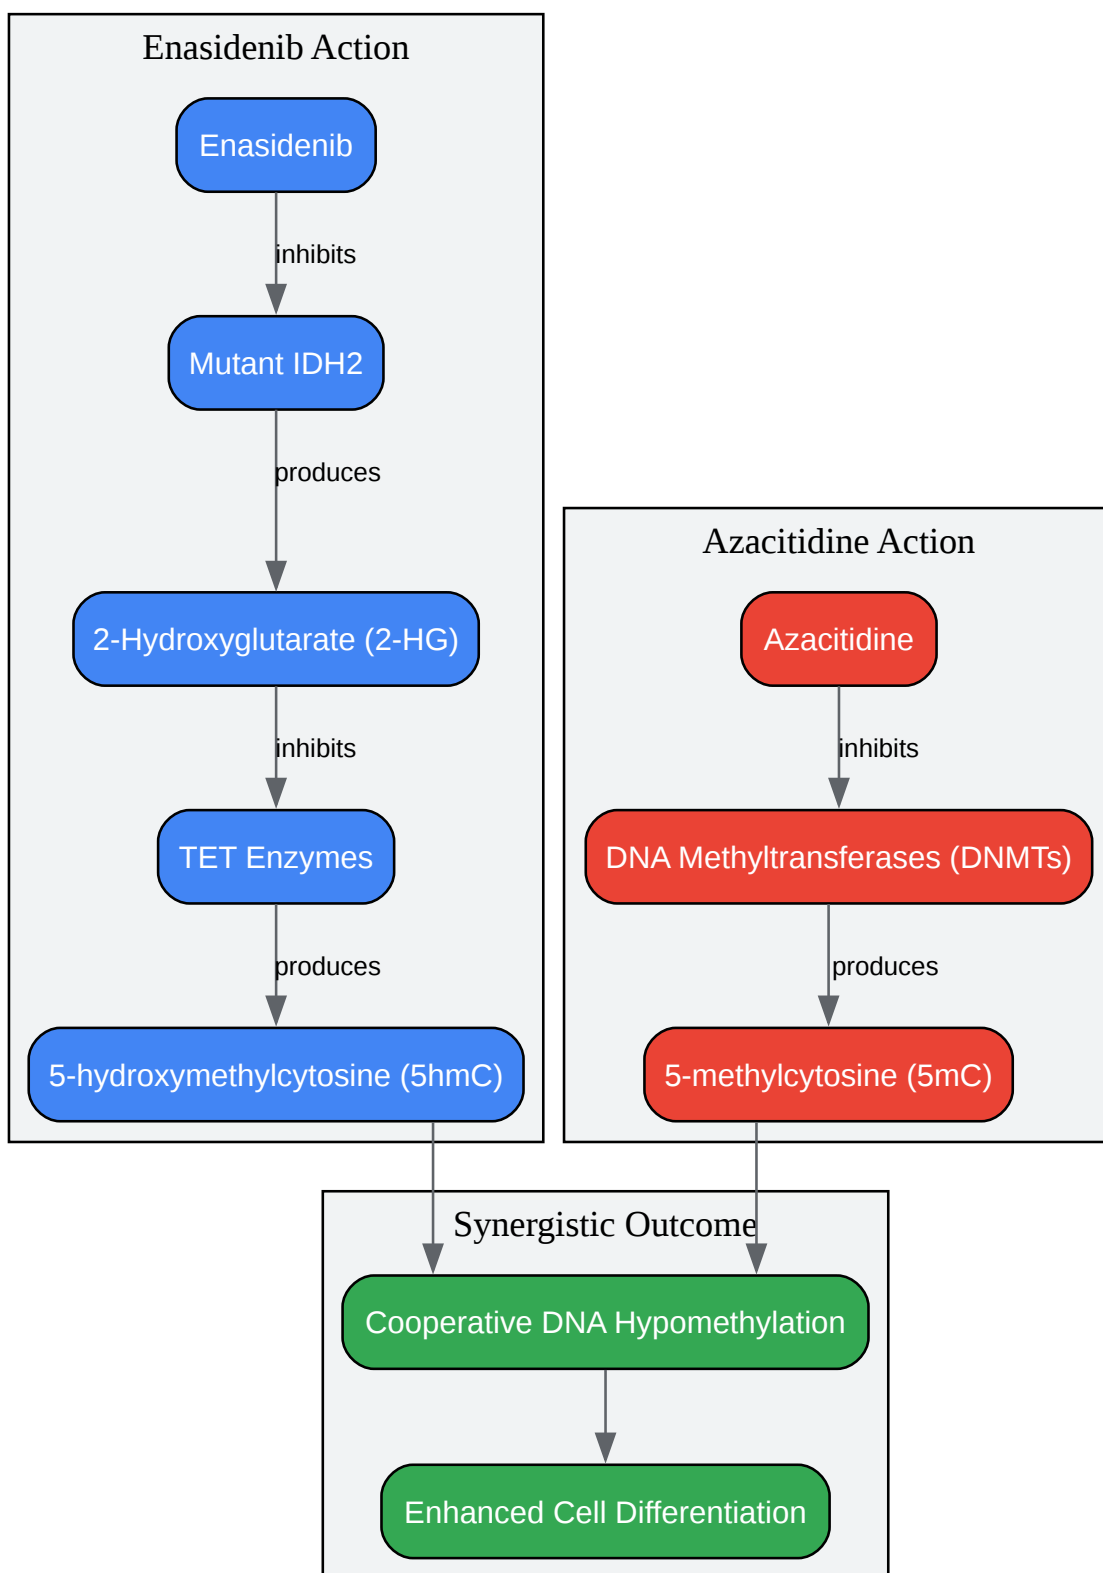 Enasidenib Action
Enasidenib
inhibits
Mutant IDH2
produces
2-Hydroxyglutarate (2-HG)
inhibits
TET Enzymes
produces
5-hydroxymethylcytosine (5hmC)
Azacitidine Action
Azacitidine
inhibits
DNA Methyltransferases (DNMTs)
produces
5-methylcytosine (5mC)
Synergistic Outcome
Cooperative DNA Hypomethylation
Enhanced Cell Differentiation